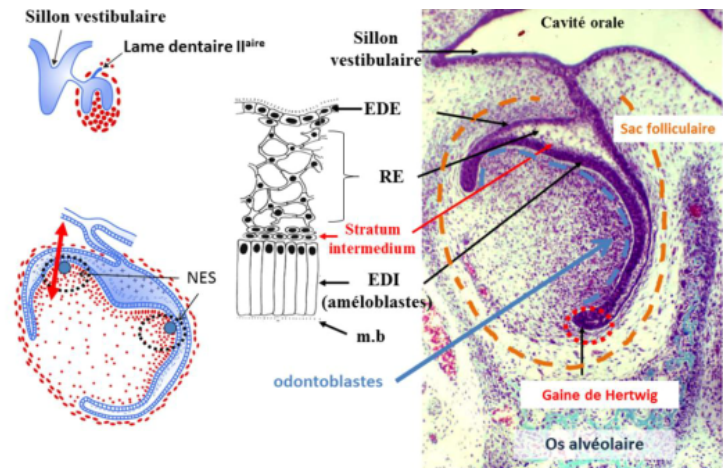 Sillon vestibulaire
Lame dentaire IIaire
NES
EDE
RE
Stratum
intermedium
EDI
(améloblastes)
m.b
odontoblastes
Cavité orale
Sillon
vestibulaire
Sac folliculaire
Gaine de Hertwig
Os alvéolaire